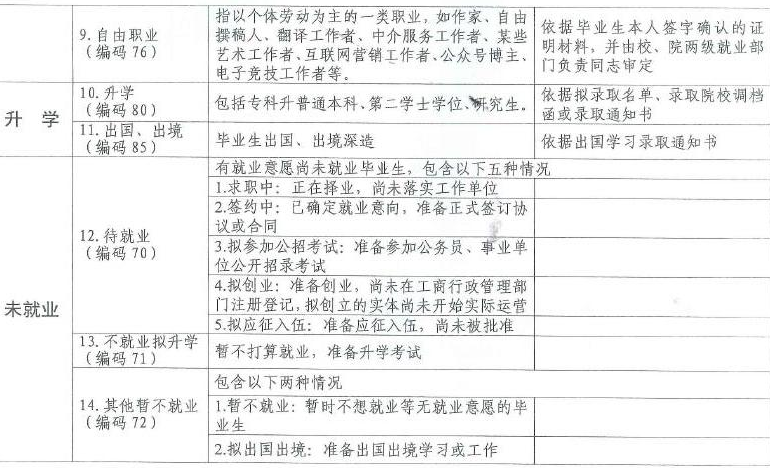 9.自由职业
（编码 76）
指以个体劳动为主的一类职业，如作家、自由
撰稿人、翻译工作者、中介服务工作者、某些
艺术工作者、互联网营销工作者、公众号博主、
电子竞技工作者等。
依据毕业生本人签字确认的证
明材料，并由校、院两级就业部
门负责同志审定
升 学
10.升学
（编码 80）
包括专科升普通本科、第二学士学位、研究生。
依据拟录取名单、录取院校调档
函或录取通知书
11.出国、出境
（编码 85）
毕业生出国、出境深造
依据出国学习录取通知书
未就业
12.待就业
（编码 70）
有就业意愿尚未就业毕业生，包含以下五种情况
1.求职中：正在择业，尚未落实工作单位
2.签约中：已确定就业意向，准备正式签订协
议或合同
3.拟参加公招考试：准备参加公务员、事业单
位公开招录考试
4.拟创业：准备创业，尚未在工商行政管理部
门注册登记，拟创立的实体尚未开始实际运营
5.拟应征入伍：准备应征入伍，尚未被批准
13.不就业拟升学
（编码 71）
暂不打算就业，准备升学考试
14.其他暂不就业
（编码 72）
包含以下两种情况
1.暂不就业：暂时不想就业等无就业意愿的毕
业生
2.拟出国出境：准备出国出境学习或工作